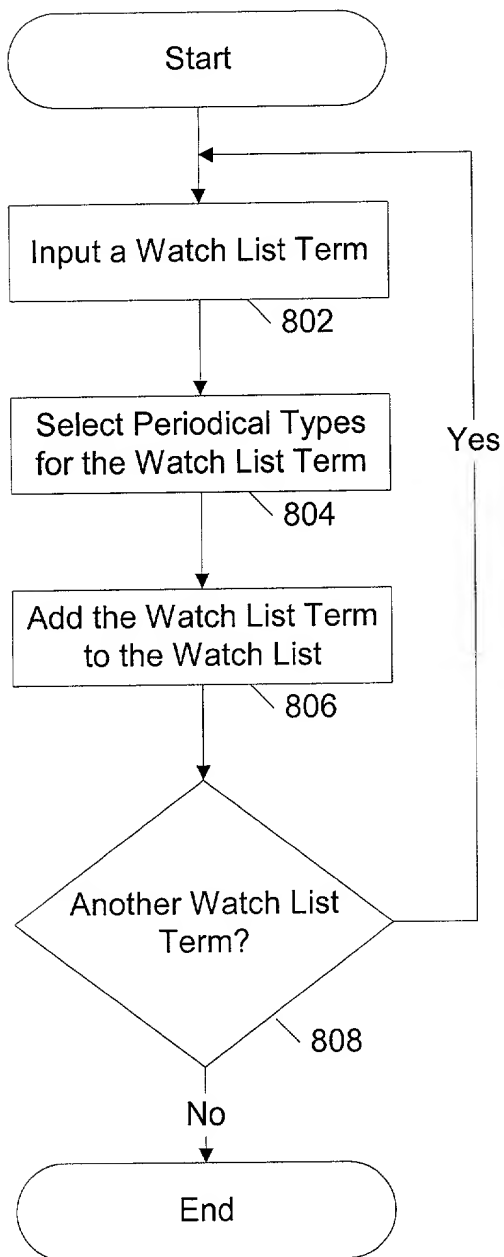 Start
Input a Watch List Term
802
Select Periodical Types
for the Watch List Term
804
Yes
Add the Watch List Term
to the Watch List
806
Another Watch List
Term?
808
No
End